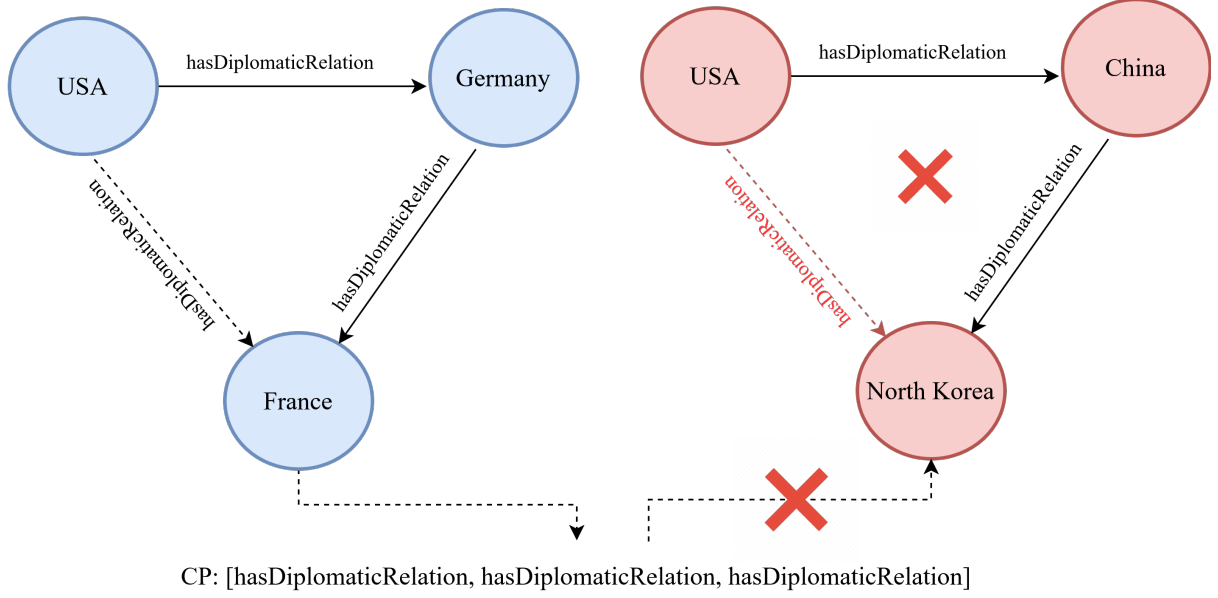 USA
hasDiplomaticRelation
Germany
hasDiplomaticRelation
hasDiplomaticRelation
France
USA
hasDiplomaticRelation
China
hasDiplomaticRelation
hasDiplomaticRelation
North Korea
CP: [hasDiplomaticRelation, hasDiplomaticRelation, hasDiplomaticRelation]